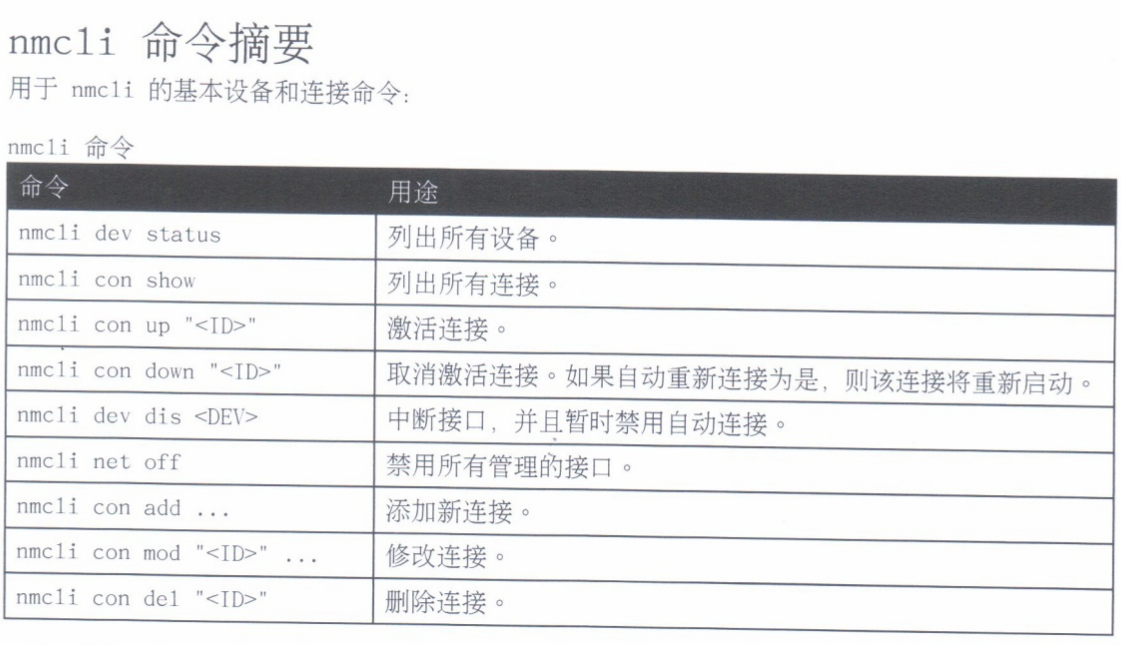 nmcli 命令摘要
用于 nmcli 的基本设备和连接命令:
nmcli 命令
命令 用途
nmcli dev status 列出所有设备。
nmcli con show 列出所有连接。
nmcli con up "<ID>" 激活连接。
nmcli con down "<ID>" 取消激活连接。如果自动重新连接为是, 则该连接将重新启动。
nmcli dev dis <DEV> 中断接口, 并且暂时禁用自动连接。
nmcli net off 禁用所有管理的接口。
nmcli con add ... 添加新连接。
nmcli con mod "<ID>" ... 修改连接。
nmcli con del "<ID>" 删除连接。